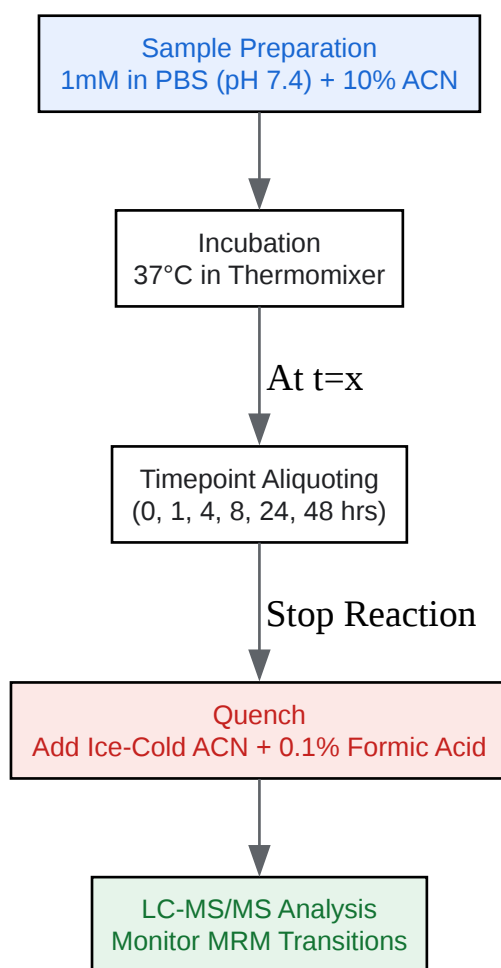 Sample Preparation
1mM in PBS (pH 7.4) + 10% ACN
Incubation
37°C in Thermomixer
At t=x
Timepoint Aliquoting
(0, 1, 4, 8, 24, 48 hrs)
Stop Reaction
Quench
Add Ice-Cold ACN + 0.1% Formic Acid
LC-MS/MS Analysis
Monitor MRM Transitions